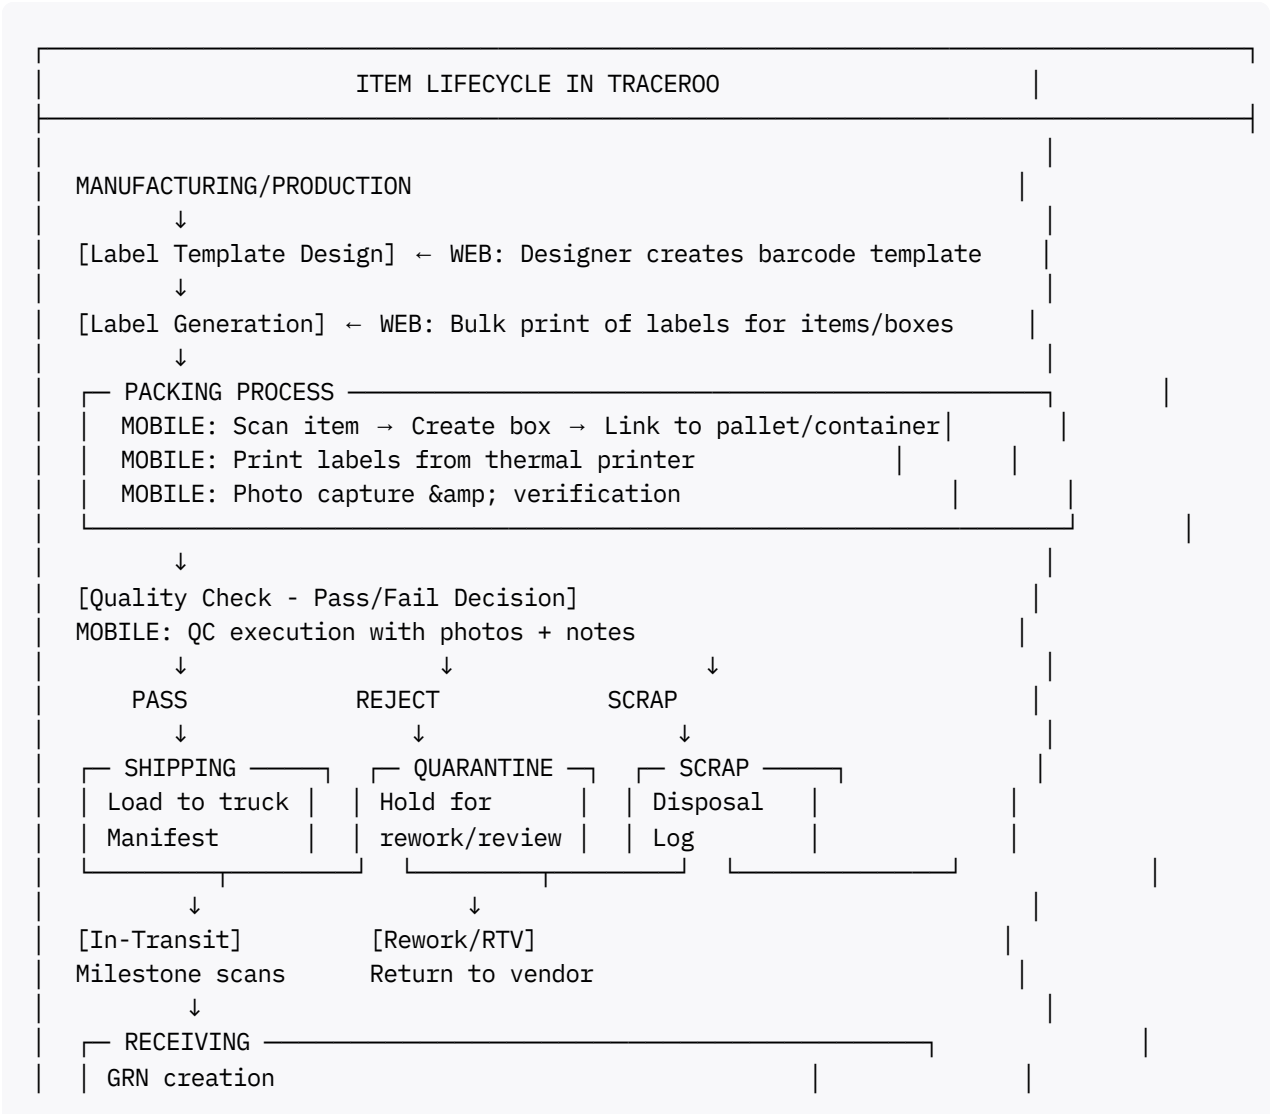 ITEM LIFECYCLE IN TRACEROO
MANUFACTURING/PRODUCTION
↓
[Label Template Design] ← WEB: Designer creates barcode template
↓
[Label Generation] ← WEB: Bulk print of labels for items/boxes
↓
PACKING PROCESS
MOBILE: Scan item → Create box → Link to pallet/container
MOBILE: Print labels from thermal printer
MOBILE: Photo capture &amp; verification
↓
[Quality Check - Pass/Fail Decision]
MOBILE: QC execution with photos + notes
↓ ↓ ↓
PASS REJECT SCRAP
↓ ↓ ↓
SHIPPING QUARANTINE SCRAP
Load to truck Hold for Disposal
Manifest rework/review Log
↓ ↓
[In-Transit] [Rework/RTV]
Milestone scans Return to vendor
↓
RECEIVING
GRN creation